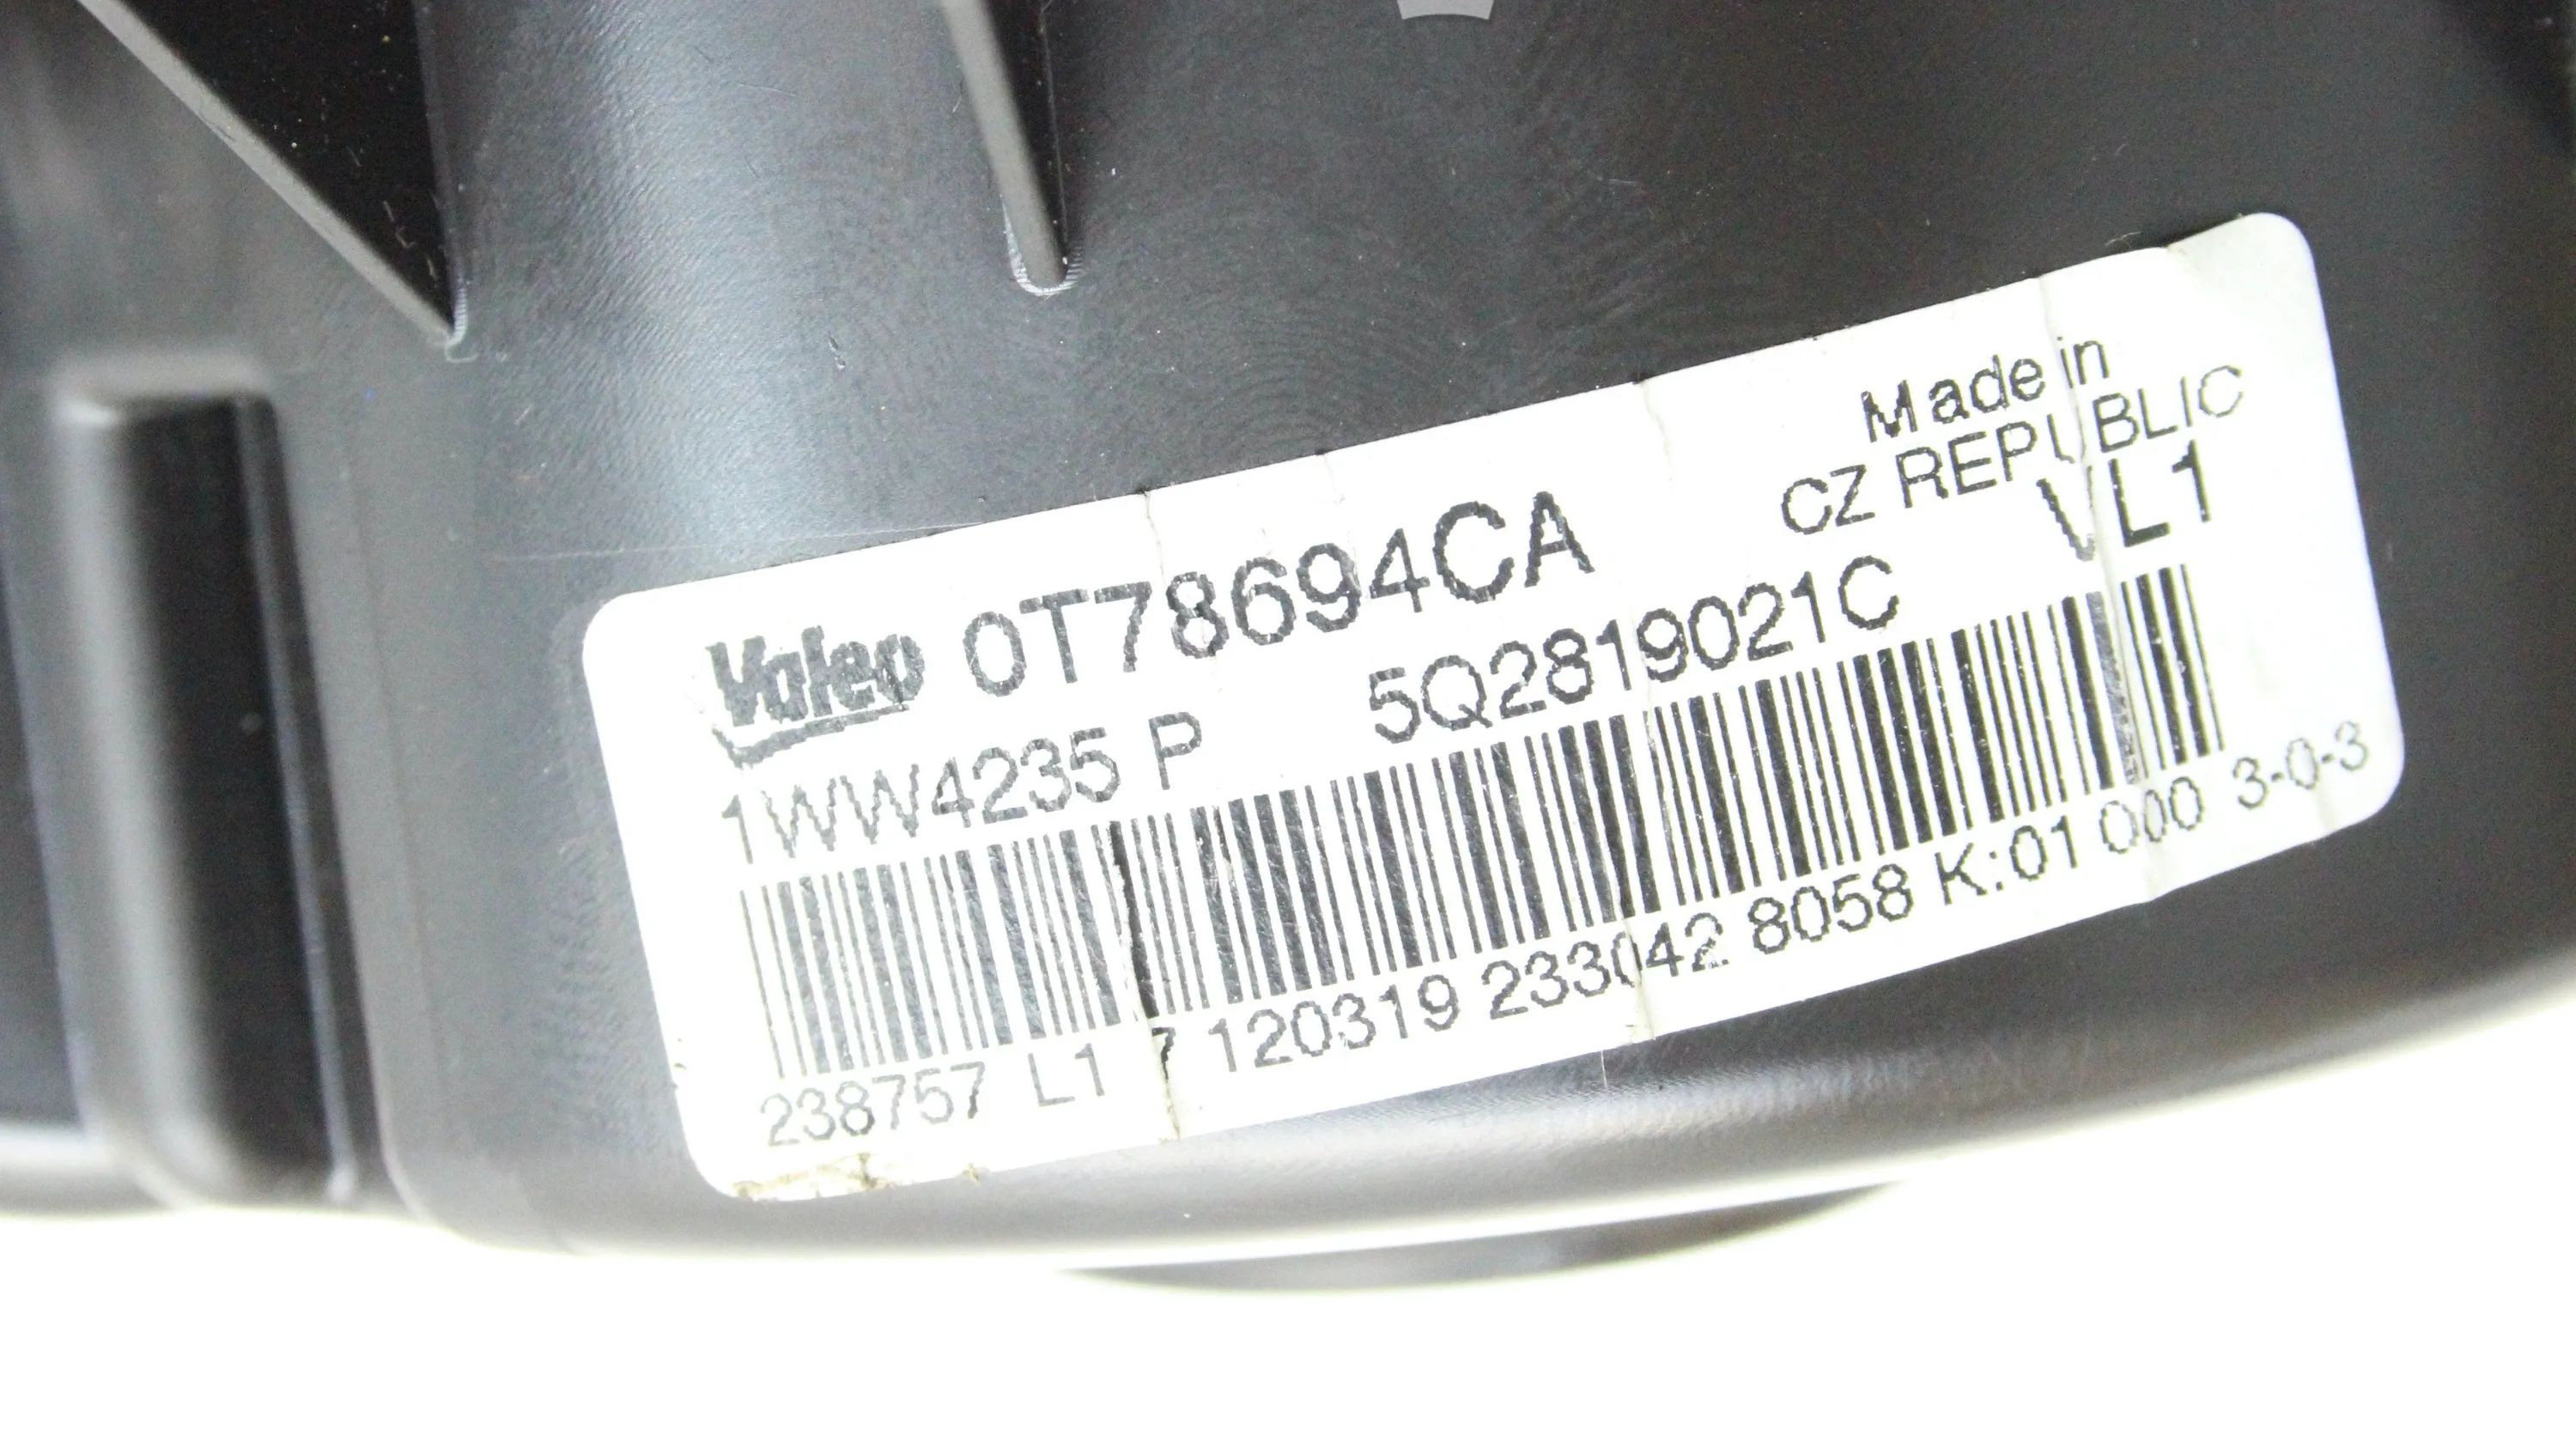 Made in
CZ REPUBLIC
Valeo 0T78694CA VL1
1WW4235 P 5Q2819021C
238757 L1 7 120319 233042 8058 K:01 000 3-0-3